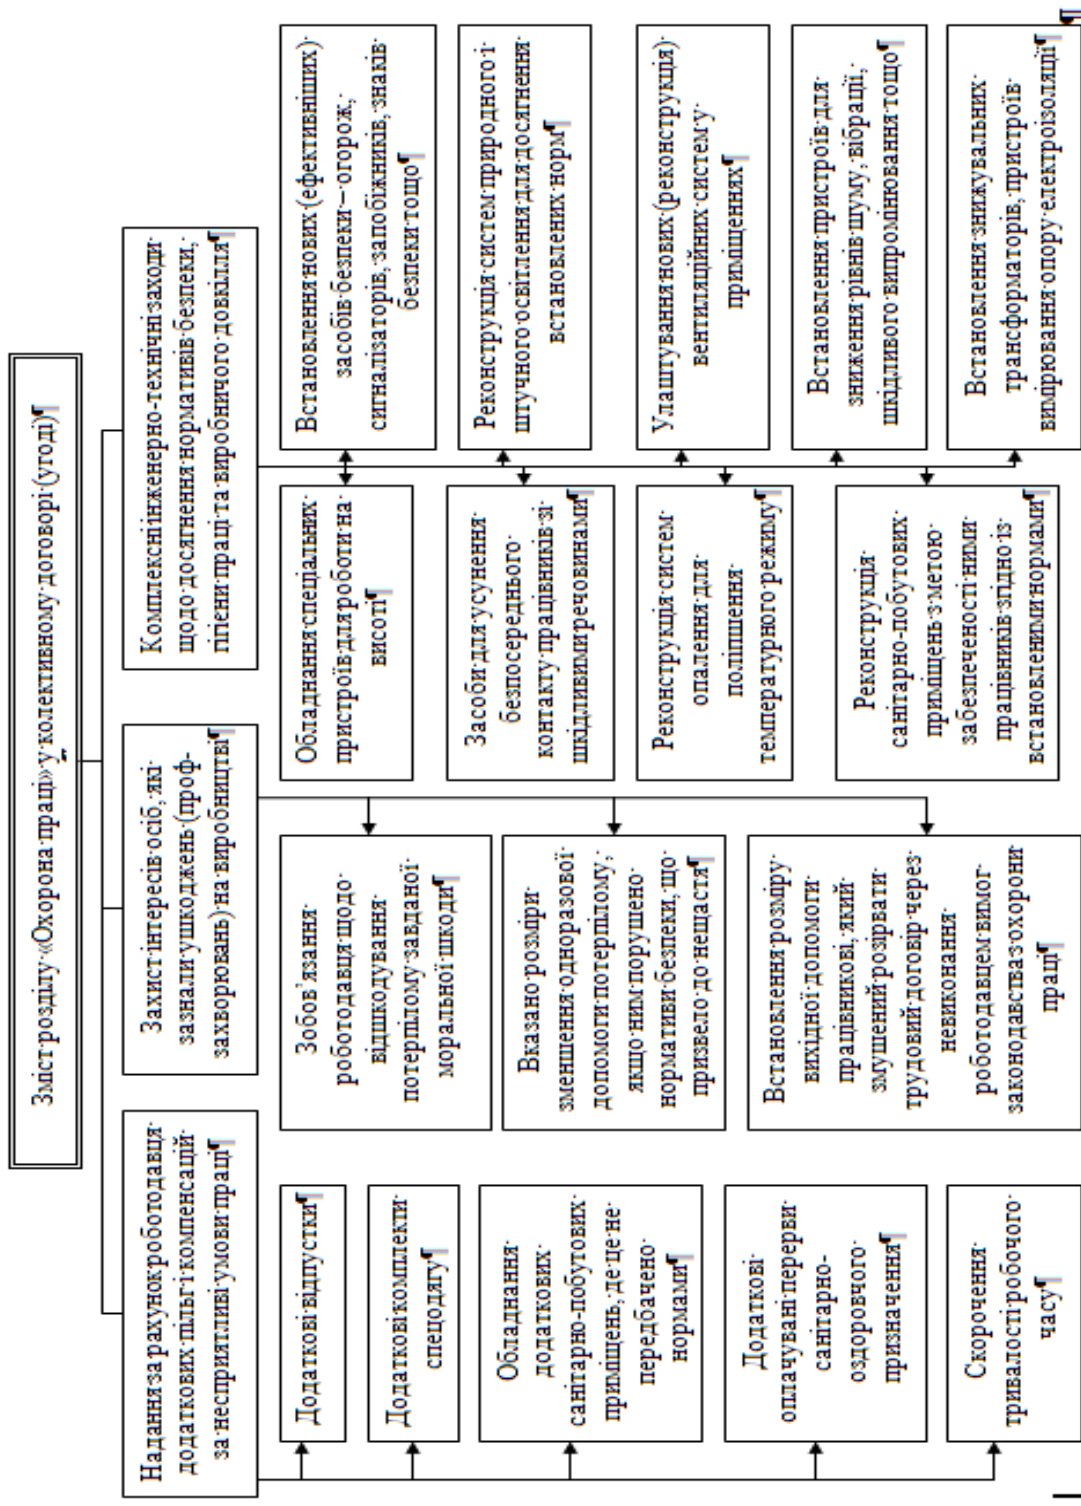 Зміст розділу «Охорона праці» у колективному договорі (угоді)
Надання за рахунок роботодавця
додаткових пільг і компенсацій
за несприятливі умови праці
Захист інтересів осіб, які
зазнали ушкоджень (проф-
захворювань) на виробництві
Комплексні інженерно-технічні заходи
щодо досягнення нормативів безпеки,
гігієни праці та виробничого довкілля
Додаткові відпустки
Додаткові комплекти
спецодягу
Обладнання
додаткових
санітарно-побутових
приміщень, де це не
передбачено
нормами
Додаткові
оплачувані перерви
санітарно-
оздоровчого
призначення
Скорочення
тривалості робочого
часу
Зобов’язання
роботодавця щодо
відшкодування
потерпілому завданої
моральної шкоди
Вказано розміри
зменшення одноразової
допомоги потерпілому,
якщо ним порушено
нормативи безпеки, що
призвело до нещастя
Встановлення розміру
вихідної допомоги
працівникові, який
змушений розірвати
трудовий договір через
невиконання
роботодавцем вимог
законодавства з охорони
праці
Обладнання спеціальних
пристроїв для роботи на
висоті
Засоби для усунення
безпосереднього
контакту працівників зі
шкідливими речовинами
Реконструкція систем
опалення для
поліпшення
температурного режиму
Реконструкція
санітарно-побутових
приміщень з метою
забезпеченості ними
працівників згідно із
встановленими нормами
Встановлення нових (ефективніших)
засобів безпеки – огорож,
сигналізаторів, запобіжників, знаків
безпеки тощо
Реконструкція систем природного і
штучного освітлення для досягнення
встановлених норм
Улаштування нових (реконструкція)
вентиляційних систем у
приміщеннях
Встановлення пристроїв для
зниження рівнів шуму, вібрації,
шкідливого випромінювання тощо
Встановлення знижувальних
трансформаторів, пристроїв
вимірювання опору електроізоляції